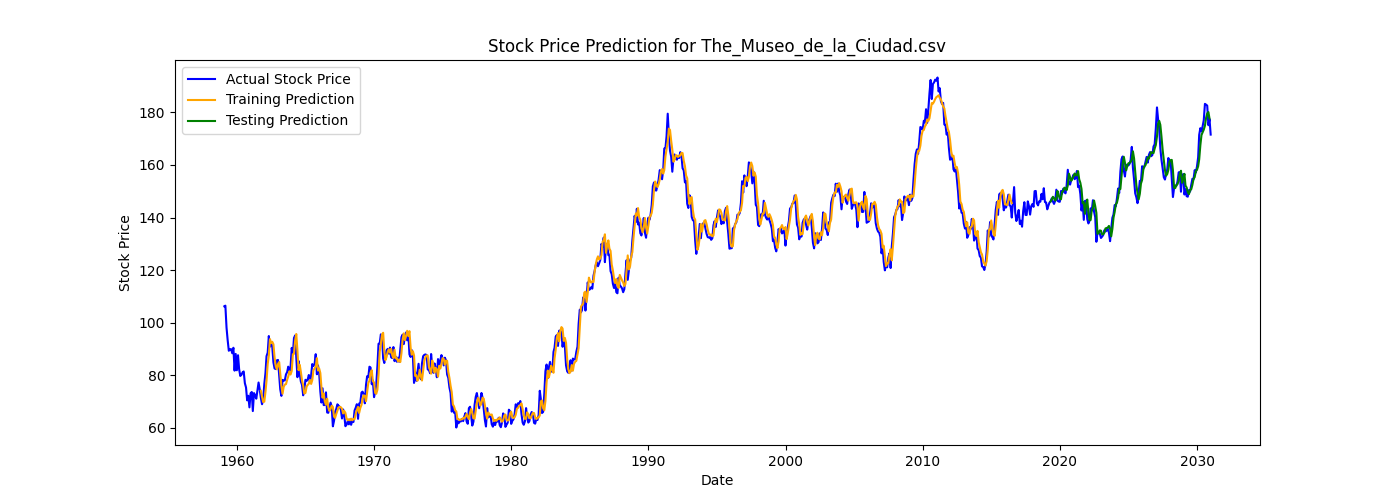 Stock Price Prediction for The_Museo_de_la_Ciudad.csv
Actual Stock Price
Training Prediction
Testing Prediction
Stock Price
180
160
140
120
100
80
60
1960 1970 1980 1990 2000 2010 2020 2030
Date